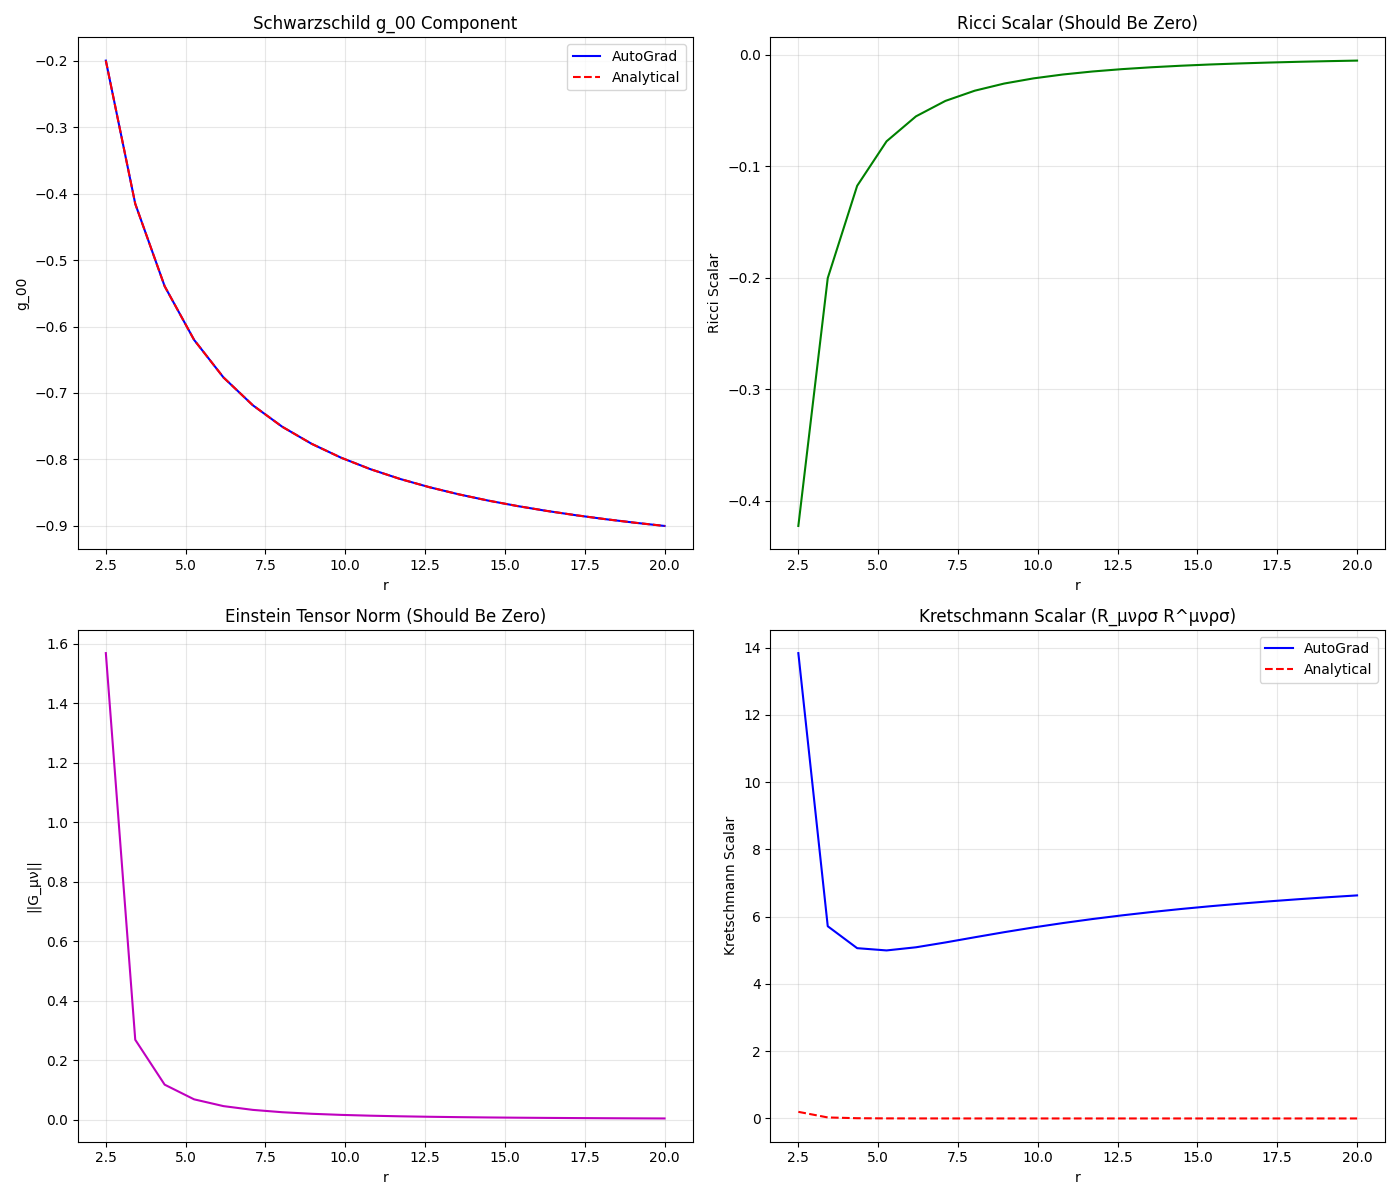 Schwarzschild g_00 Component
AutoGrad
Analytical
−0.2
−0.3
−0.4
−0.5
−0.6
−0.7
−0.8
−0.9
g_00
2.5 5.0 7.5 10.0 12.5 15.0 17.5 20.0
r
Ricci Scalar (Should Be Zero)
0.0
−0.1
−0.2
−0.3
−0.4
Ricci Scalar
2.5 5.0 7.5 10.0 12.5 15.0 17.5 20.0
r
Einstein Tensor Norm (Should Be Zero)
1.6
1.4
1.2
1.0
0.8
0.6
0.4
0.2
0.0
||G_μν||
2.5 5.0 7.5 10.0 12.5 15.0 17.5 20.0
r
Kretschmann Scalar (R_μνρσ R^μνρσ)
AutoGrad
Analytical
14
12
10
8
6
4
2
0
Kretschmann Scalar
2.5 5.0 7.5 10.0 12.5 15.0 17.5 20.0
r